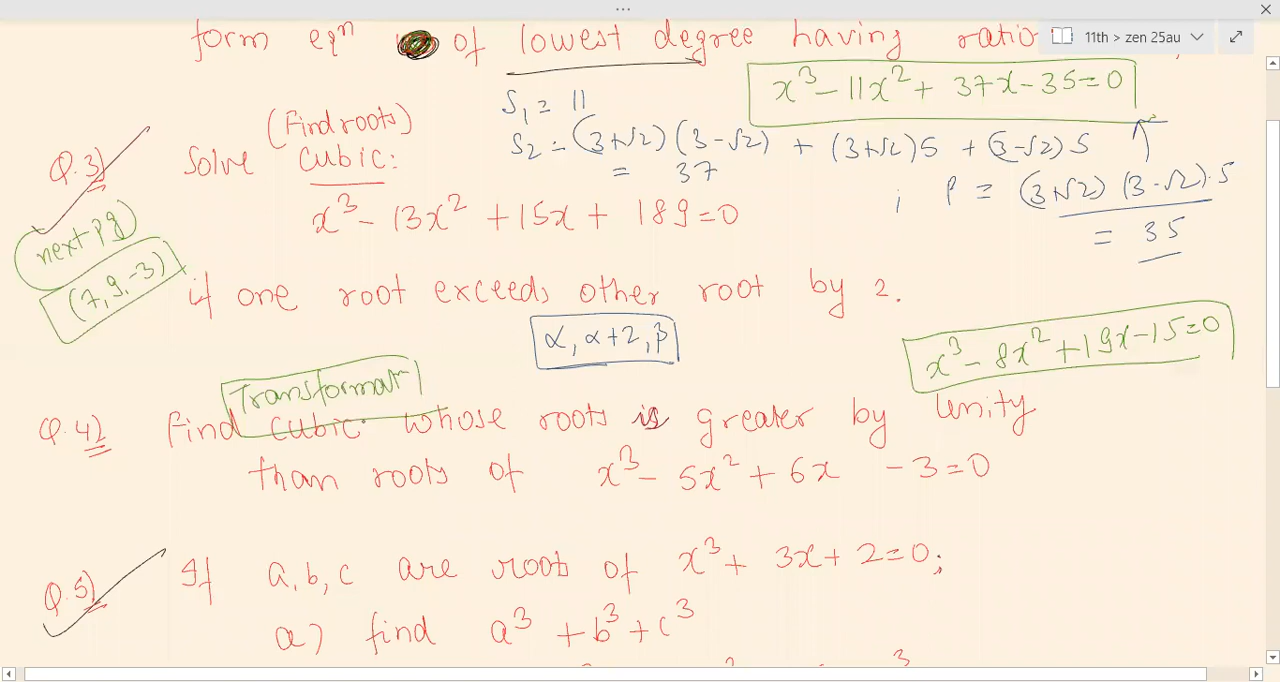 11th > zen 25au
form eqn of lowest degree having ratio
x³ - 11x² + 37x - 35 = 0
S₁ = 11
S₂ = (3+√2)(3-√2) + (3+√2)5 + (3-√2)5
= 37
; P = (3+√2)(3-√2).5
= 35
(Find roots)
Q.3) Solve cubic:
x³ - 13x² + 15x + 189 = 0
next pg
(7, 9, -3)
if one root exceeds other root by 2.
α, α+2, β
x³ - 8x² + 19x - 15 = 0
Transformatn
Q.4) Find cubic whose roots is greater by unity
than roots of x³ - 5x² + 6x - 3 = 0
Q.5) If a, b, c are root of x³ + 3x + 2 = 0;
a) find a³ + b³ + c³